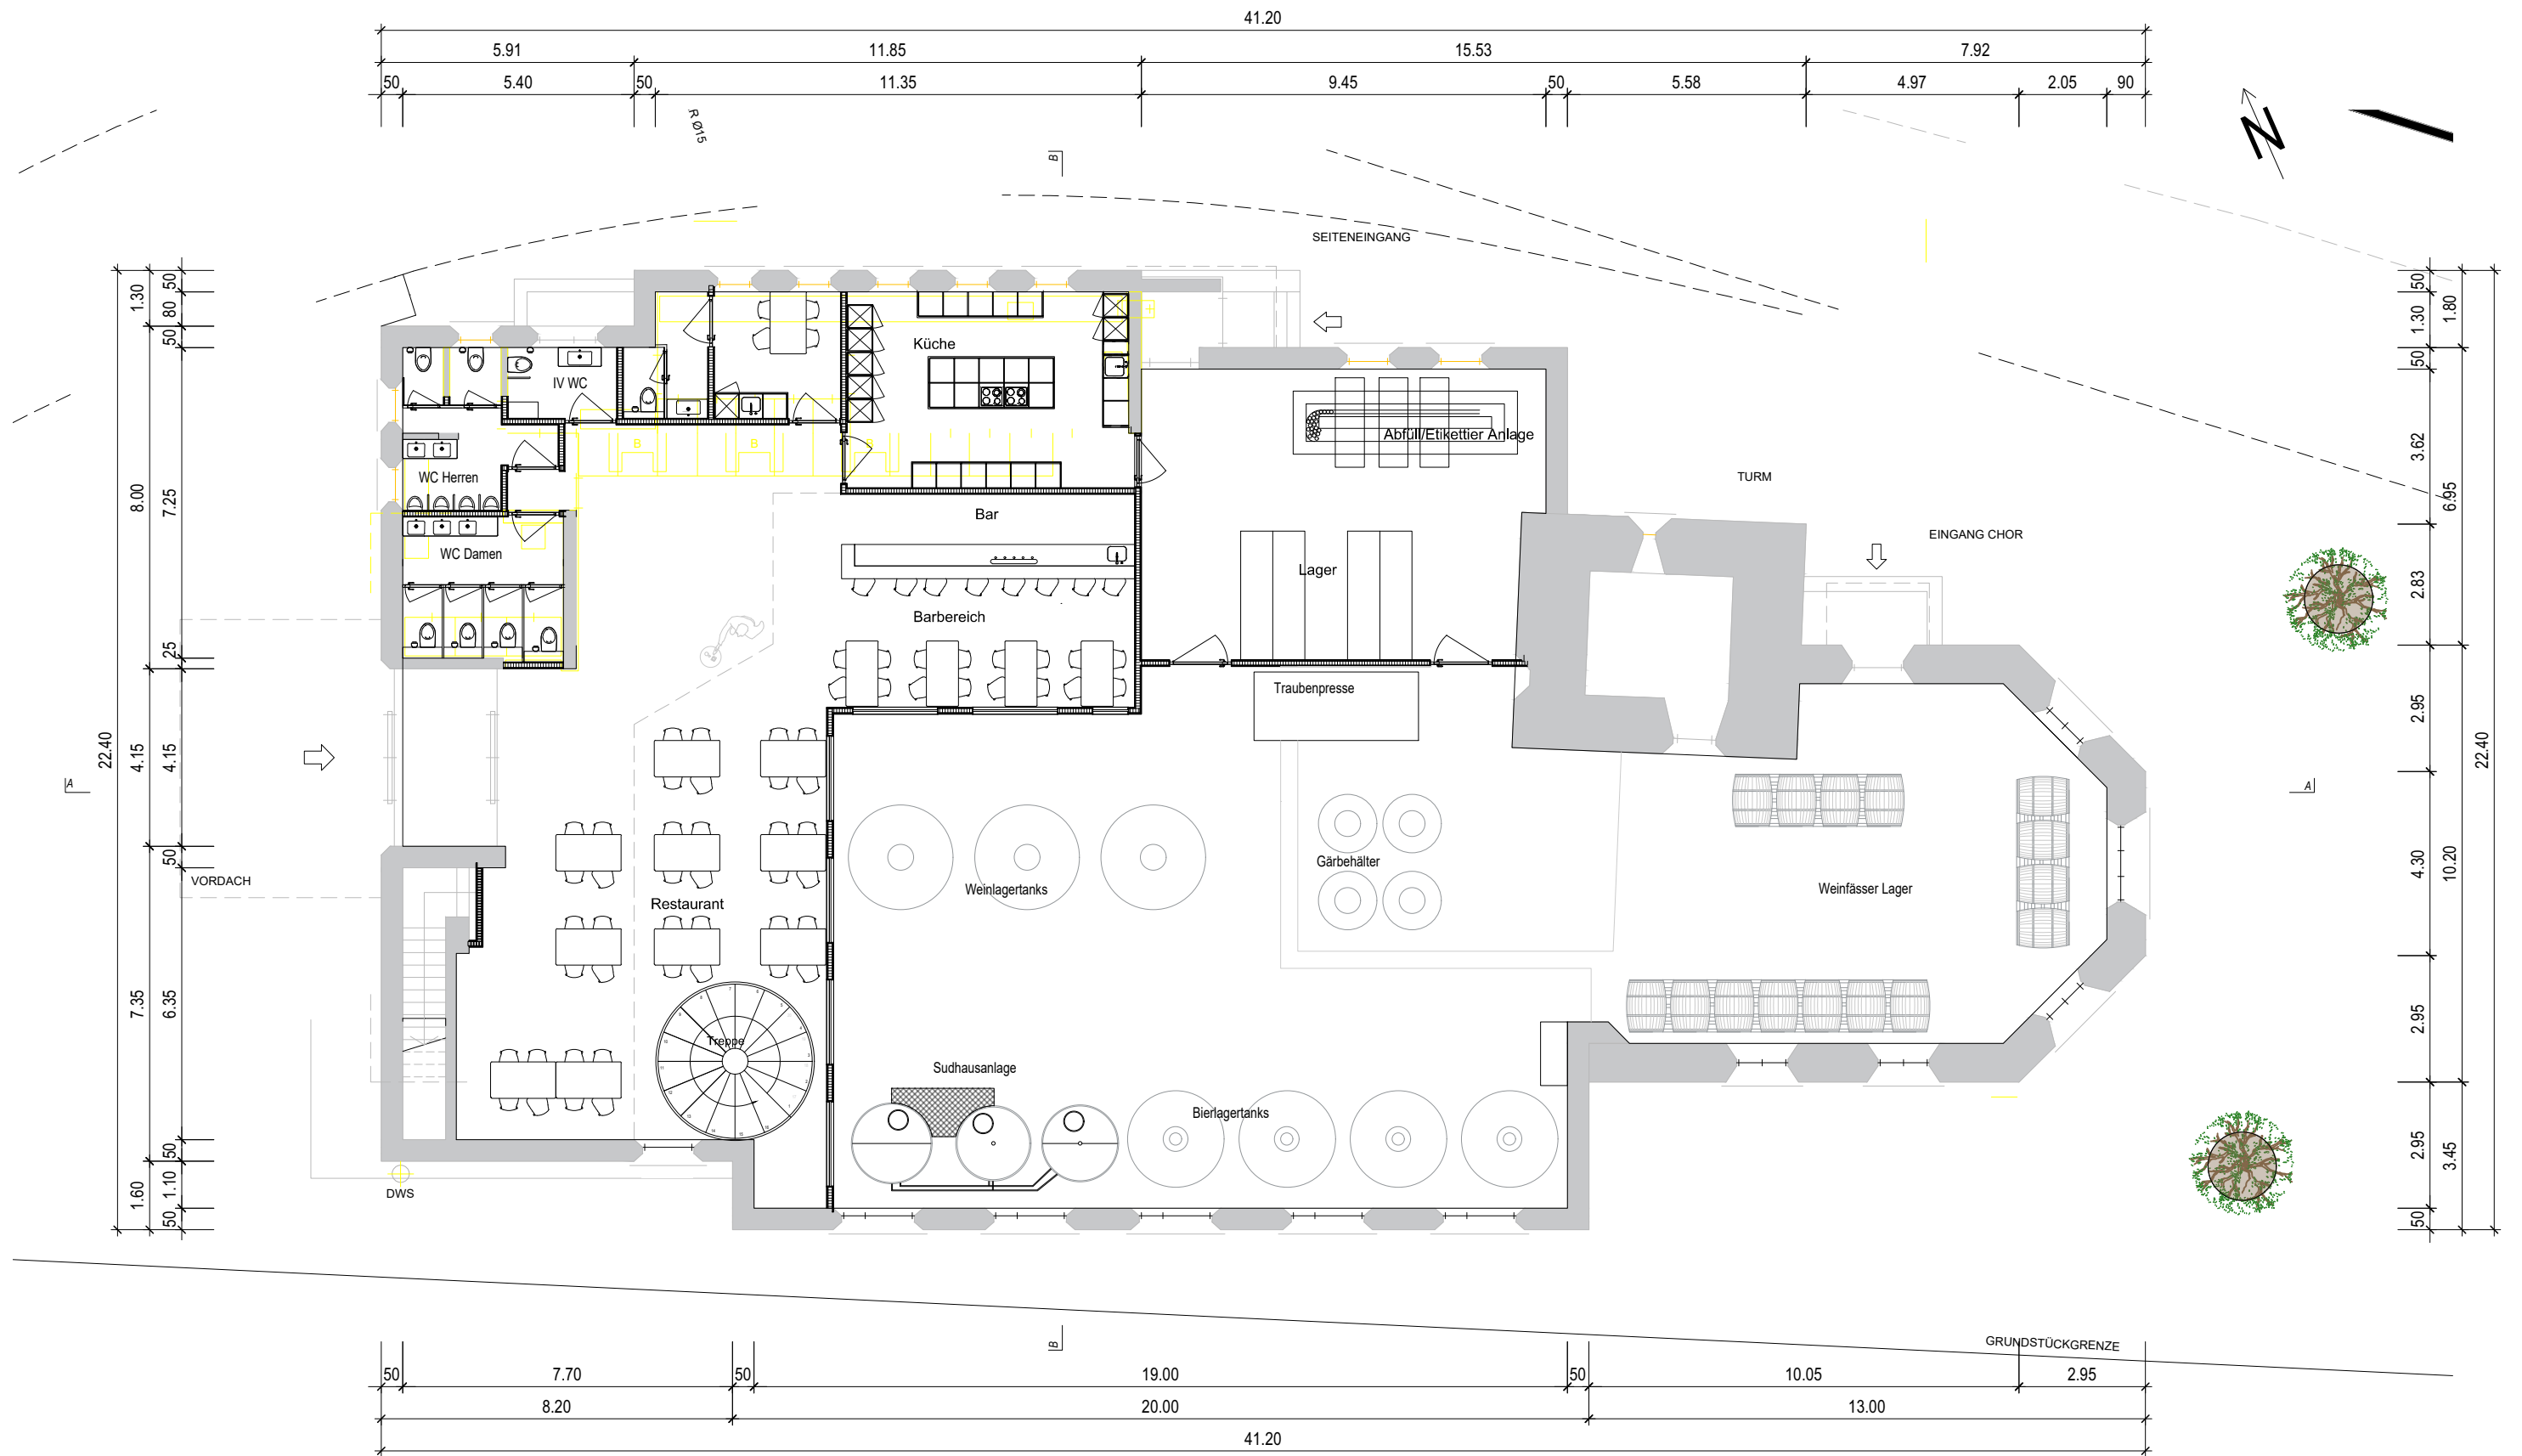 41.20
5.91 11.85 15.53 7.92
50 5.40 50 11.35 9.45 50 5.58 4.97 2.05 90
R Ø15
N
B
SEITENEINGANG
Küche
IV WC
B B B
Abfüll/Etikettier Anlage
WC Herren
TURM
Bar
EINGANG CHOR
WC Damen
Lager
Barbereich
Traubenpresse
A
A
VORDACH
Gärbehälter
Weinlagertanks
Weinfässer Lager
Restaurant
Treppe
Sudhausanlage
Bierlagertanks
DWS
B
GRUNDSTÜCKGRENZE
22.40
1.30 8.00 4.15 7.35 1.60
50 80 50 7.25 25 4.15 50 6.35 50 1.10 50
50 1.30 50 3.62 2.83 2.95 4.30 2.95 2.95 50
1.80 6.95 10.20 3.45
22.40
50 7.70 50 19.00 50 10.05 2.95
8.20 20.00 13.00
41.20